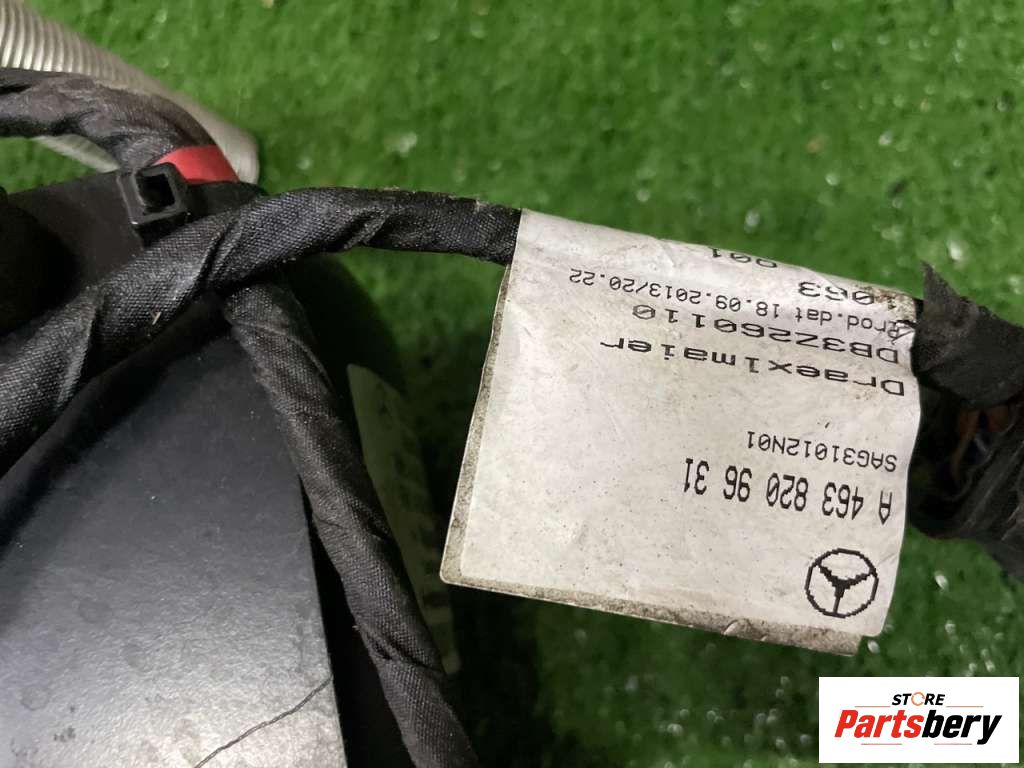 A 463 820 96 31
SAG31012N01
Draexlmaier
DB3Z260110
Prod.dat 18.09.2013/20.22
063
001
STORE
Partsbery